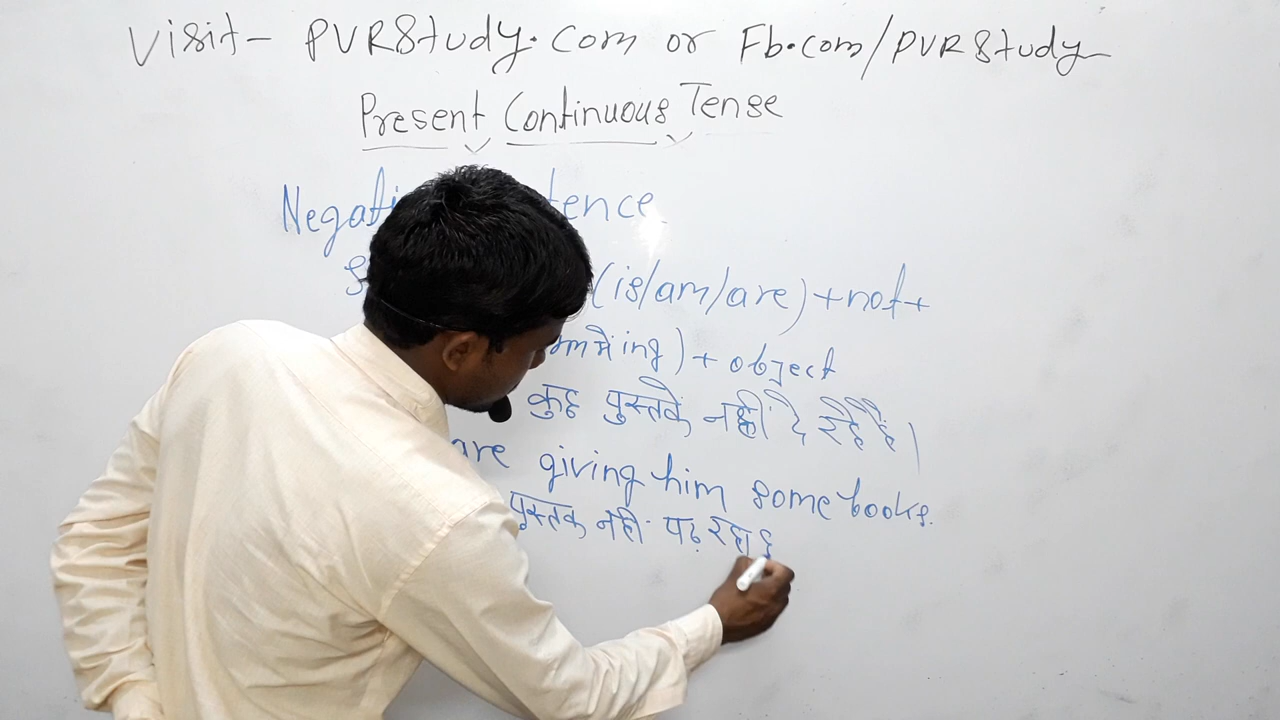 Visit- PVRStudy.com or Fb.com/PVRStudy
Present Continuous Tense
Negati tence
(is/am/are)+not+
ing)+object
कुछ पुस्तकें नहीं दे रहे हैं।
are giving him some books.
पुस्तक नहीं पढ़ रहा